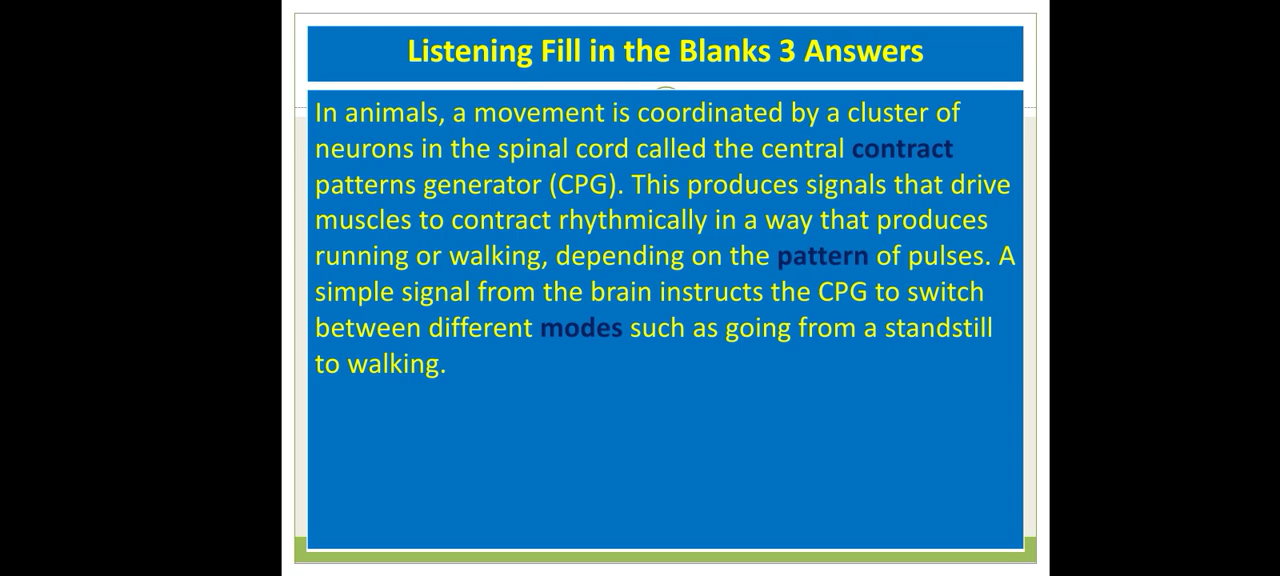 Listening Fill in the Blanks 3 Answers
In animals, a movement is coordinated by a cluster of
neurons in the spinal cord called the central contract
patterns generator (CPG). This produces signals that drive
muscles to contract rhythmically in a way that produces
running or walking, depending on the pattern of pulses. A
simple signal from the brain instructs the CPG to switch
between different modes such as going from a standstill
to walking.